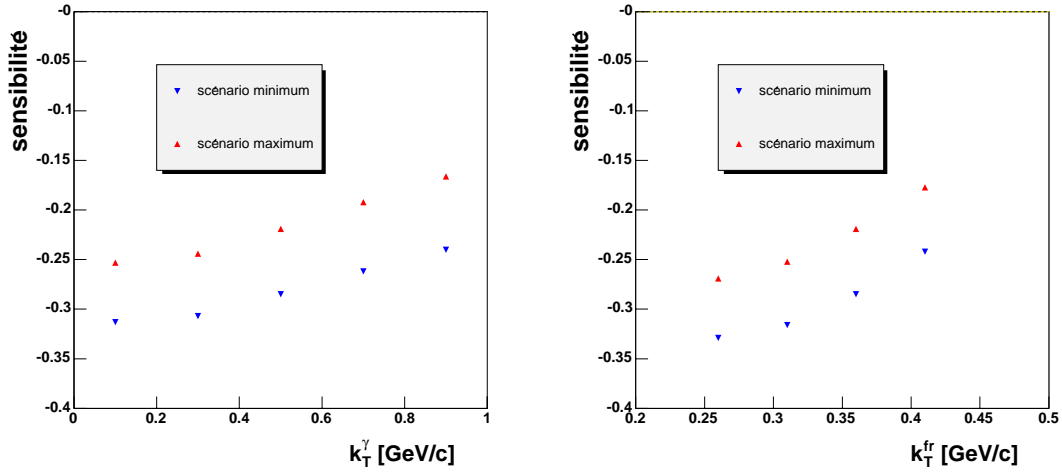 sensibilité
-0
-0.05
-0.1
-0.15
-0.2
-0.25
-0.3
-0.35
-0.4
scénario minimum
scénario maximum
0 0.2 0.4 0.6 0.8 1
k_T^γ [GeV/c]
sensibilité
-0
-0.05
-0.1
-0.15
-0.2
-0.25
-0.3
-0.35
-0.4
scénario minimum
scénario maximum
0.2 0.25 0.3 0.35 0.4 0.45 0.5
k_T^fr [GeV/c]